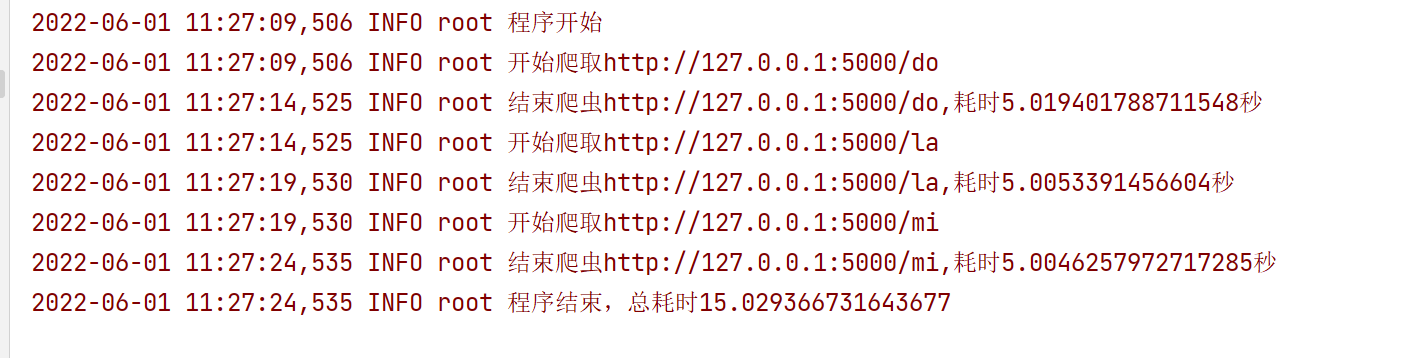 2022-06-01 11:27:09,506 INFO root 程序开始
2022-06-01 11:27:09,506 INFO root 开始爬取http://127.0.0.1:5000/do
2022-06-01 11:27:14,525 INFO root 结束爬虫http://127.0.0.1:5000/do,耗时5.019401788711548秒
2022-06-01 11:27:14,525 INFO root 开始爬取http://127.0.0.1:5000/la
2022-06-01 11:27:19,530 INFO root 结束爬虫http://127.0.0.1:5000/la,耗时5.0053391456604秒
2022-06-01 11:27:19,530 INFO root 开始爬取http://127.0.0.1:5000/mi
2022-06-01 11:27:24,535 INFO root 结束爬虫http://127.0.0.1:5000/mi,耗时5.0046257972717285秒
2022-06-01 11:27:24,535 INFO root 程序结束，总耗时15.029366731643677